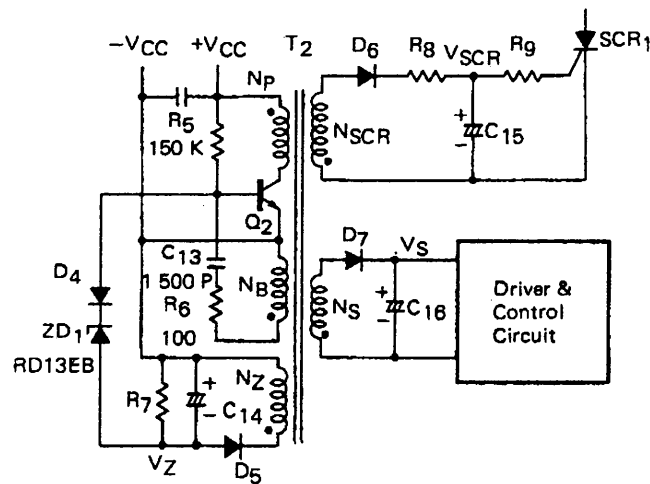 −VCC
+VCC
T2
D6
R8
VSCR
R9
SCR1
NP
R5
150 K
NSCR
+
−
C15
Q2
C13
1 500 P
R6
100
NB
D7
VS
NS
+
−
C16
Driver &
Control
Circuit
D4
ZD1
RD13EB
R7
+
−
C14
NZ
VZ
D5